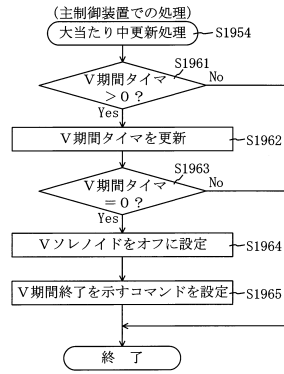 (主制御装置での処理)
大当たり中更新処理
S1954
S1961
V期間タイマ
>0？
No
Yes
V期間タイマを更新
S1962
S1963
V期間タイマ
=0？
No
Yes
Vソレノイドをオフに設定
S1964
V期間終了を示すコマンドを設定
S1965
終 了